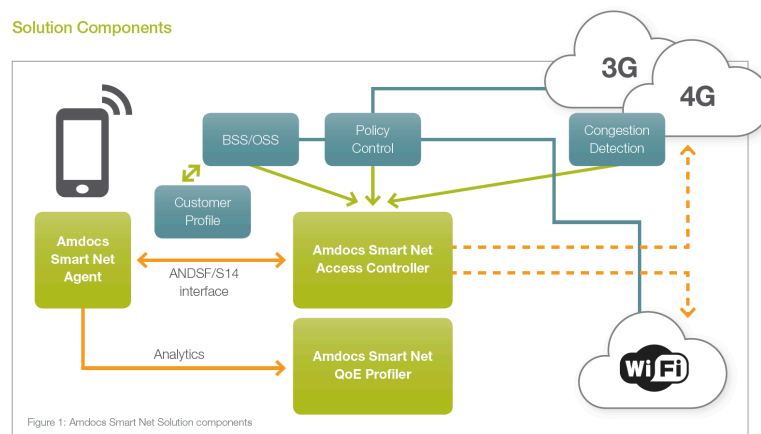 Solution Components
3G
4G
BSS/OSS
Policy
Control
Congestion
Detection
Customer
Profile
Amdocs
Smart Net
Agent
ANDSF/S14
interface
Amdocs Smart Net
Access Controller
Analytics
Amdocs Smart Net
QoE Profiler
WiFi
Figure 1: Amdocs Smart Net Solution components